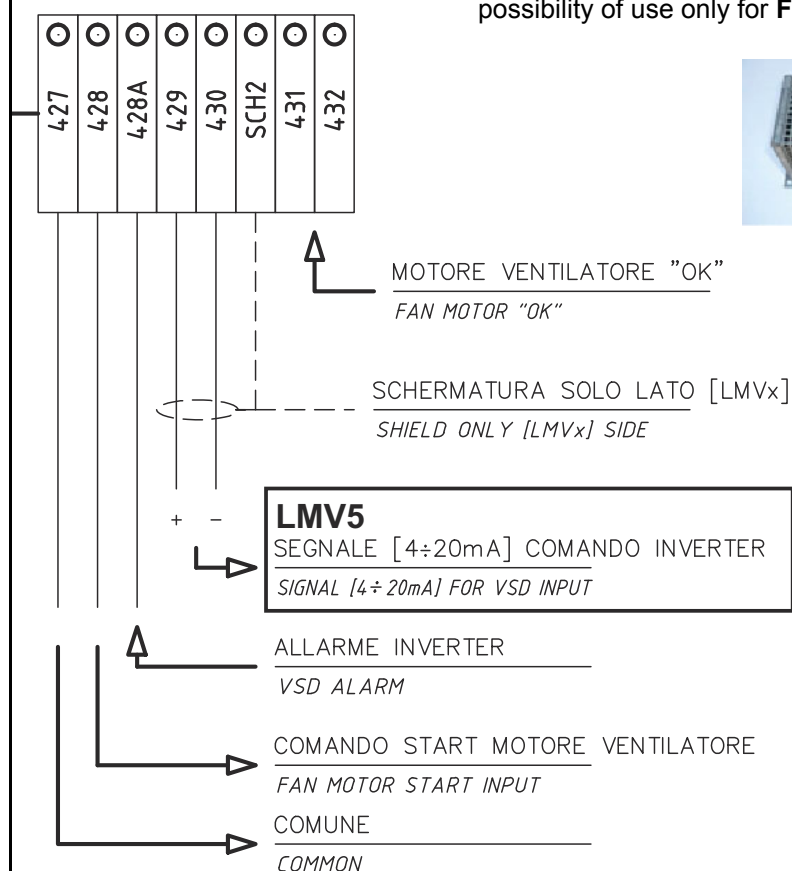 possibility of use only for F
427
428
428A
429
430
SCH2
431
432
MOTORE VENTILATORE "OK"
FAN MOTOR "OK"
SCHERMATURA SOLO LATO [LMVx]
SHIELD ONLY [LMVx] SIDE
+ -
LMV5
SEGNALE [4÷20mA] COMANDO INVERTER
SIGNAL [4÷20mA] FOR VSD INPUT
ALLARME INVERTER
VSD ALARM
COMANDO START MOTORE VENTILATORE
FAN MOTOR START INPUT
COMUNE
COMMON